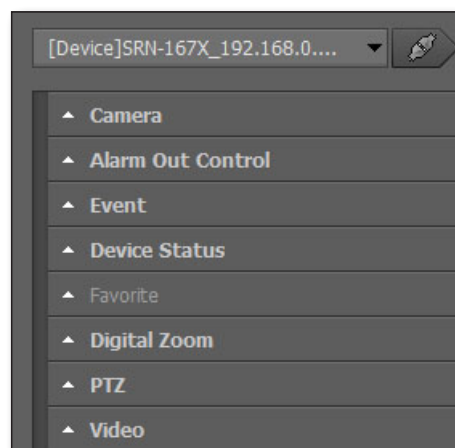 [Device]SRN-167X_192.168.0....
Camera
Alarm Out Control
Event
Device Status
Favorite
Digital Zoom
PTZ
Video